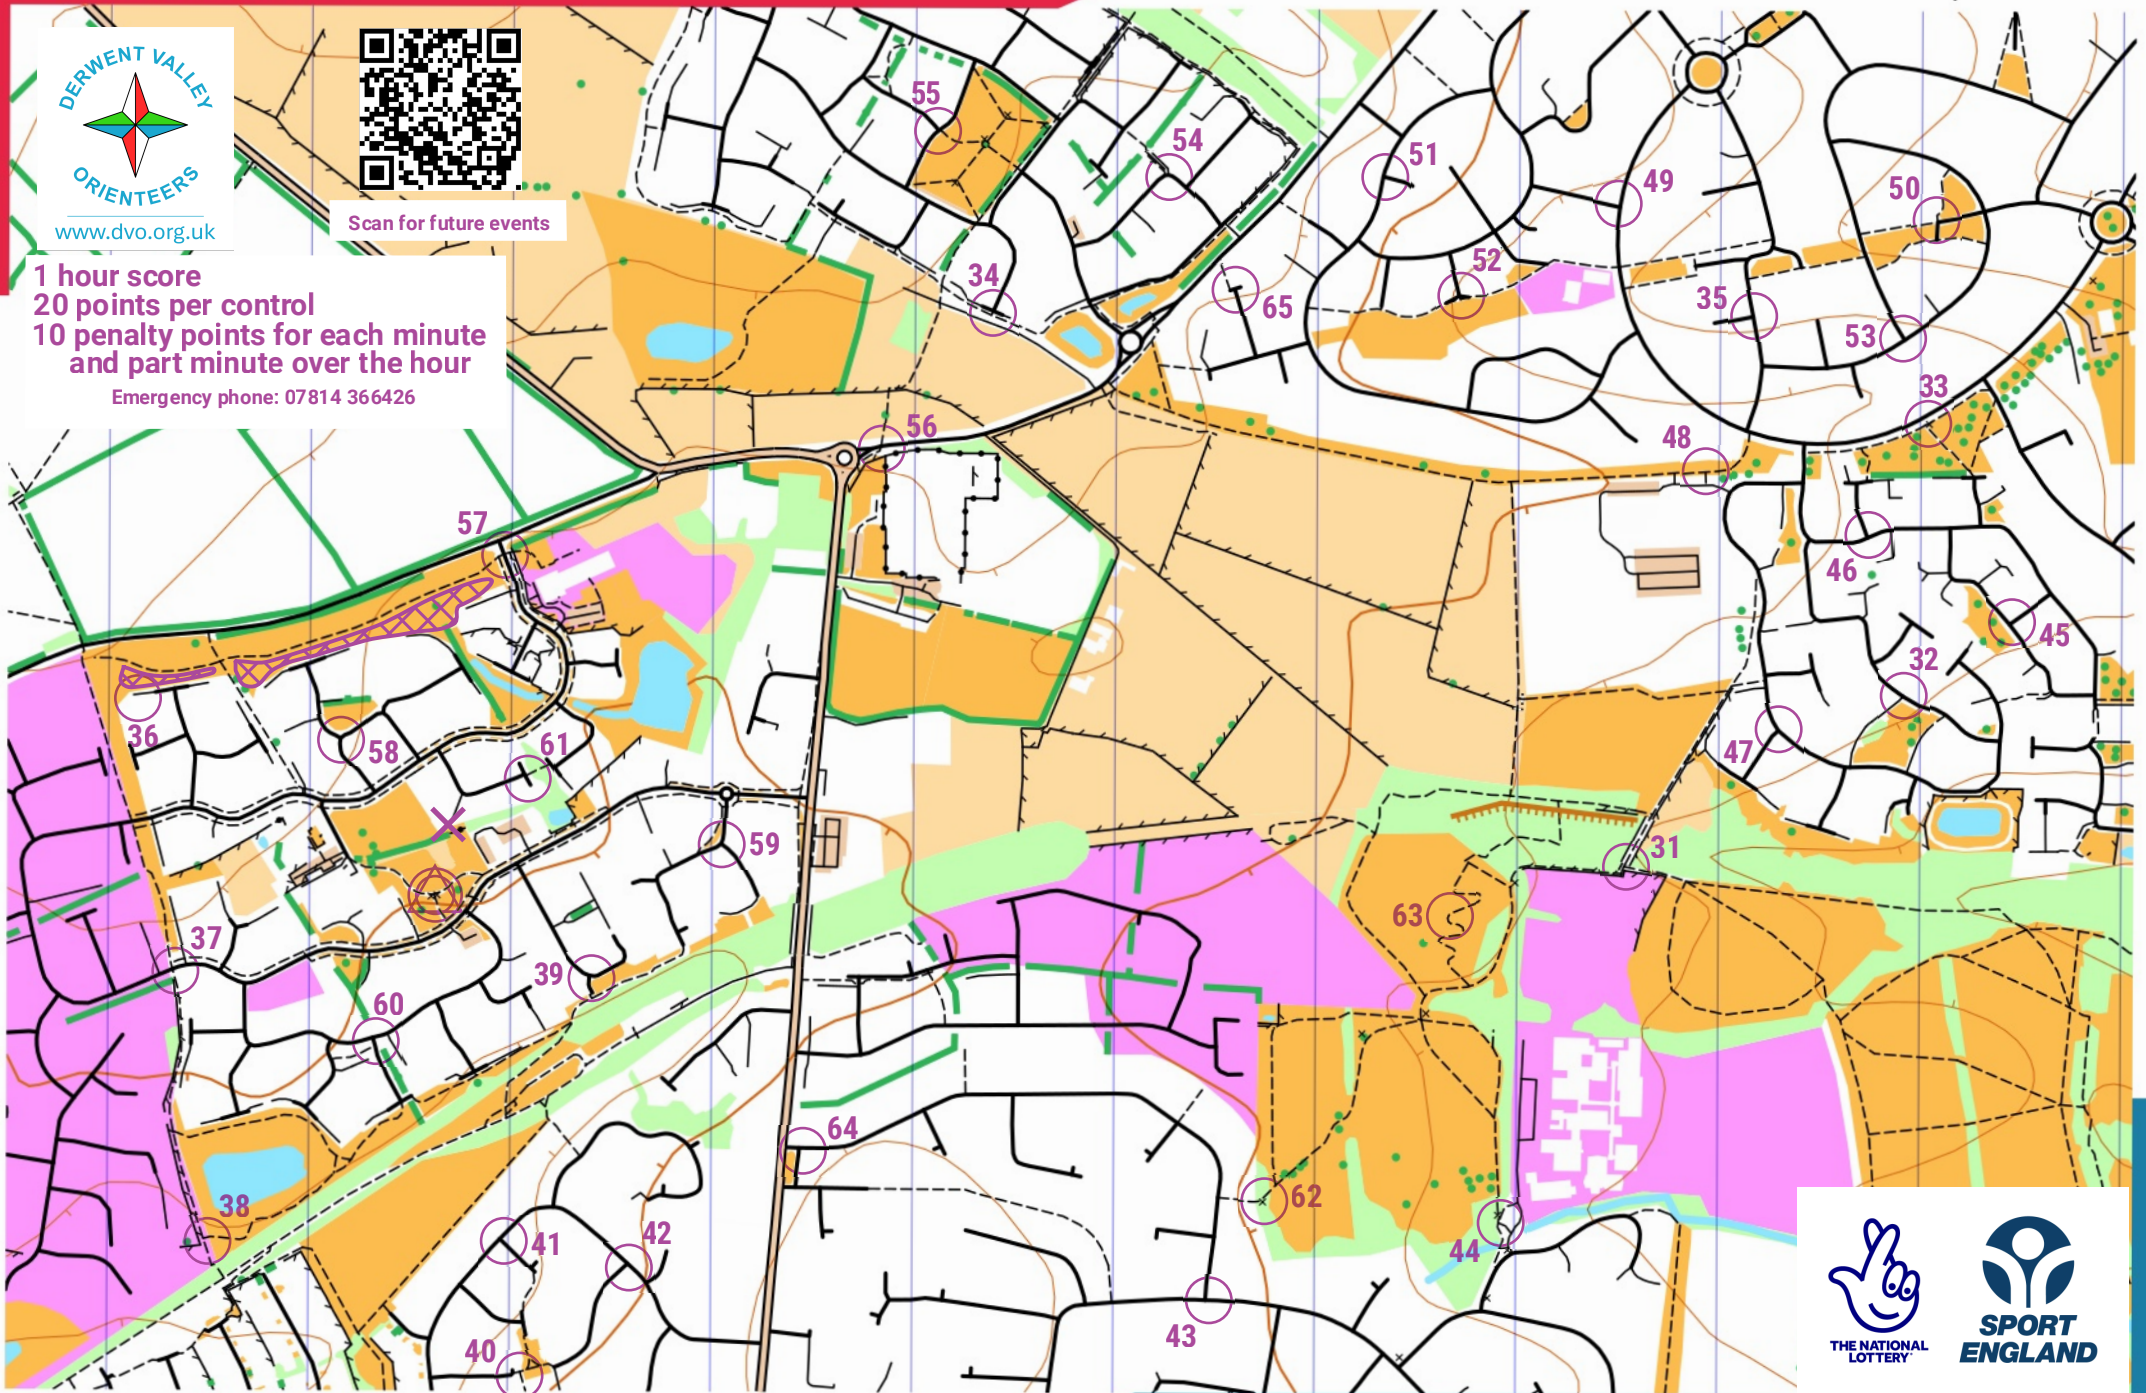 DERWENT VALLEY
ORIENTEERS
www.dvo.org.uk
Scan for future events
1 hour score
20 points per control
10 penalty points for each minute
and part minute over the hour
Emergency phone: 07814 366426
55
54
51
49
50
34
52
65
35
53
33
56
48
57
46
45
32
36
58
61
47
59
31
63
37
39
60
64
38
62
41
42
44
43
40
THE NATIONAL
LOTTERY
SPORT
ENGLAND